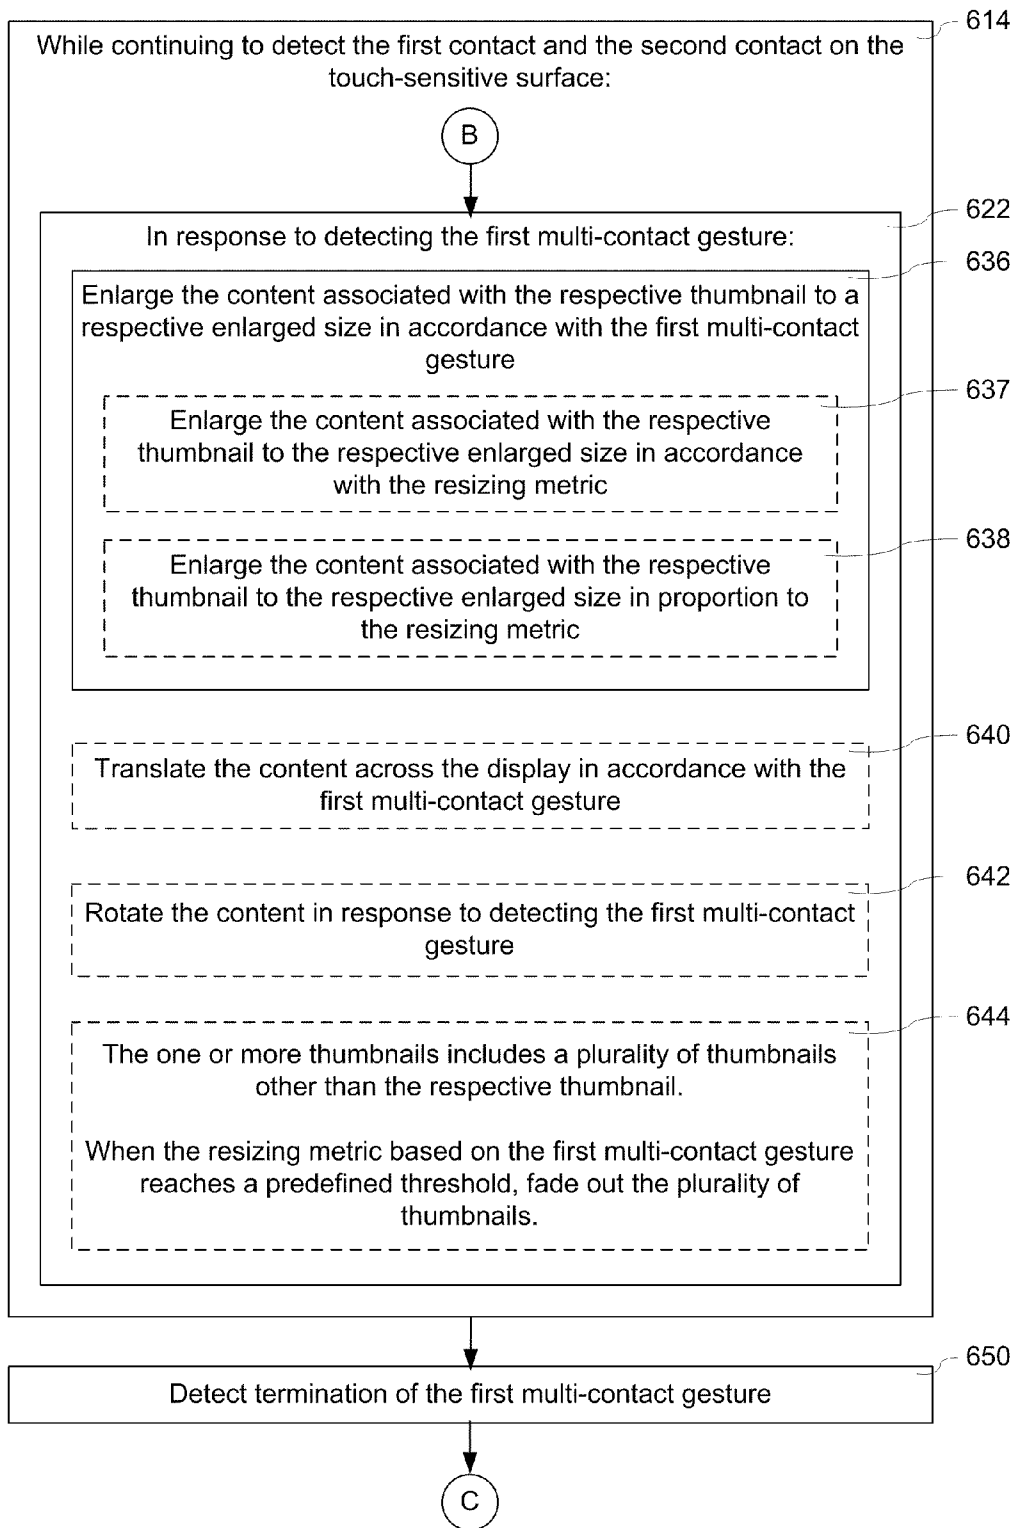 614
While continuing to detect the first contact and the second contact on the
touch-sensitive surface:
B
622
In response to detecting the first multi-contact gesture:
636
Enlarge the content associated with the respective thumbnail to a
respective enlarged size in accordance with the first multi-contact
gesture
637
Enlarge the content associated with the respective
thumbnail to the respective enlarged size in accordance
with the resizing metric
638
Enlarge the content associated with the respective
thumbnail to the respective enlarged size in proportion to
the resizing metric
640
Translate the content across the display in accordance with the
first multi-contact gesture
642
Rotate the content in response to detecting the first multi-contact
gesture
644
The one or more thumbnails includes a plurality of thumbnails
other than the respective thumbnail.
When the resizing metric based on the first multi-contact gesture
reaches a predefined threshold, fade out the plurality of
thumbnails.
650
Detect termination of the first multi-contact gesture
C